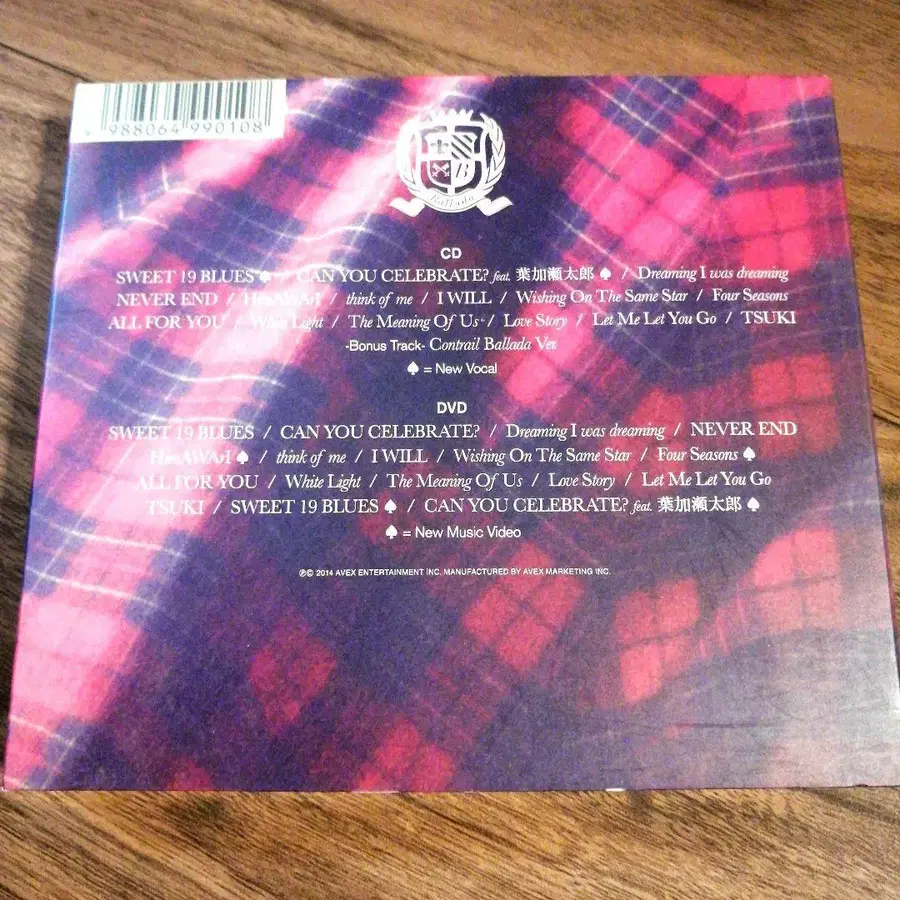 988064 990108
Ballada
CD
SWEET 19 BLUES♠ / CAN YOU CELEBRATE? feat. 葉加瀬太郎 ♠ / Dreaming I was dreaming
NEVER END / HimAWArI / think of me / I WILL / Wishing On The Same Star / Four Seasons
ALL FOR YOU / White Light / The Meaning Of Us / Love Story / Let Me Let You Go / TSUKI
-Bonus Track- Contrail Ballada Ver.
♠ = New Vocal
DVD
SWEET 19 BLUES / CAN YOU CELEBRATE? / Dreaming I was dreaming / NEVER END
/ HimAWArI ♠ / think of me / I WILL / Wishing On The Same Star / Four Seasons ♠
ALL FOR YOU / White Light / The Meaning Of Us / Love Story / Let Me Let You Go
TSUKI / SWEET 19 BLUES ♠ / CAN YOU CELEBRATE? feat. 葉加瀬太郎 ♠
♠ = New Music Video
℗© 2014 AVEX ENTERTAINMENT INC. MANUFACTURED BY AVEX MARKETING INC.